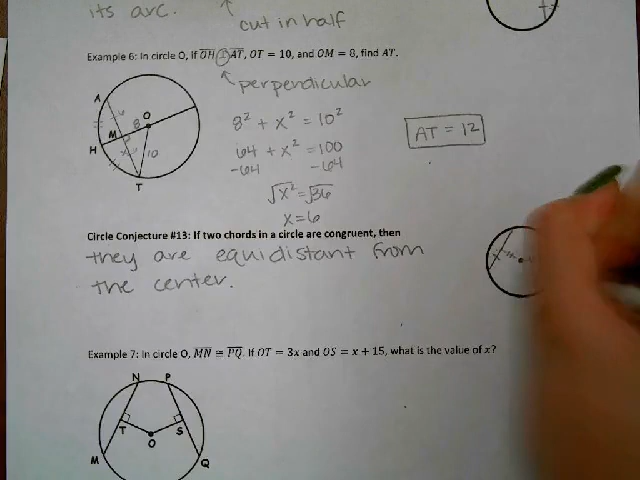 its arc.
cut in half
Example 6: In circle O, if OH ⊥ AT, OT = 10, and OM = 8, find AT.
perpendicular
A
O
8
M
H
10
T
8² + x² = 10²
64 + x² = 100
-64 -64
√x² = √36
x = 6
AT = 12
Circle Conjecture #13: If two chords in a circle are congruent, then
they are equidistant from
the center.
Example 7: In circle O, MN ≅ PQ. If OT = 3x and OS = x + 15, what is the value of x?
N P
T S
O
M Q